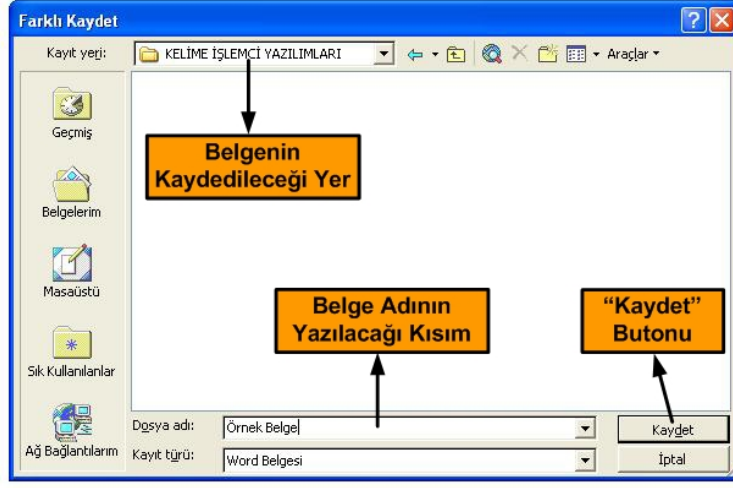 Farklı Kaydet
Kayıt yeri:
KELİME İŞLEMCİ YAZILIMLARI
Araçlar
Geçmiş
Belgelerim
Masaüstü
Sık Kullanılanlar
Ağ Bağlantılarım
Belgenin
Kaydedileceği Yer
Belge Adının
Yazılacağı Kısım
“Kaydet”
Butonu
Dosya adı:
Örnek Belge
Kaydet
Kayıt türü:
Word Belgesi
İptal